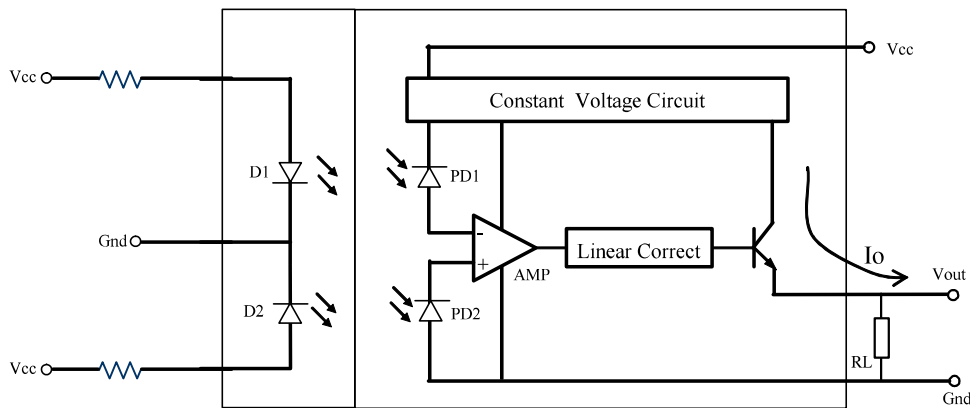 Vcc
Vcc
Constant Voltage Circuit
D1
PD1
Gnd
-
+
AMP
Linear Correct
Io
Vout
D2
PD2
RL
Vcc
Gnd